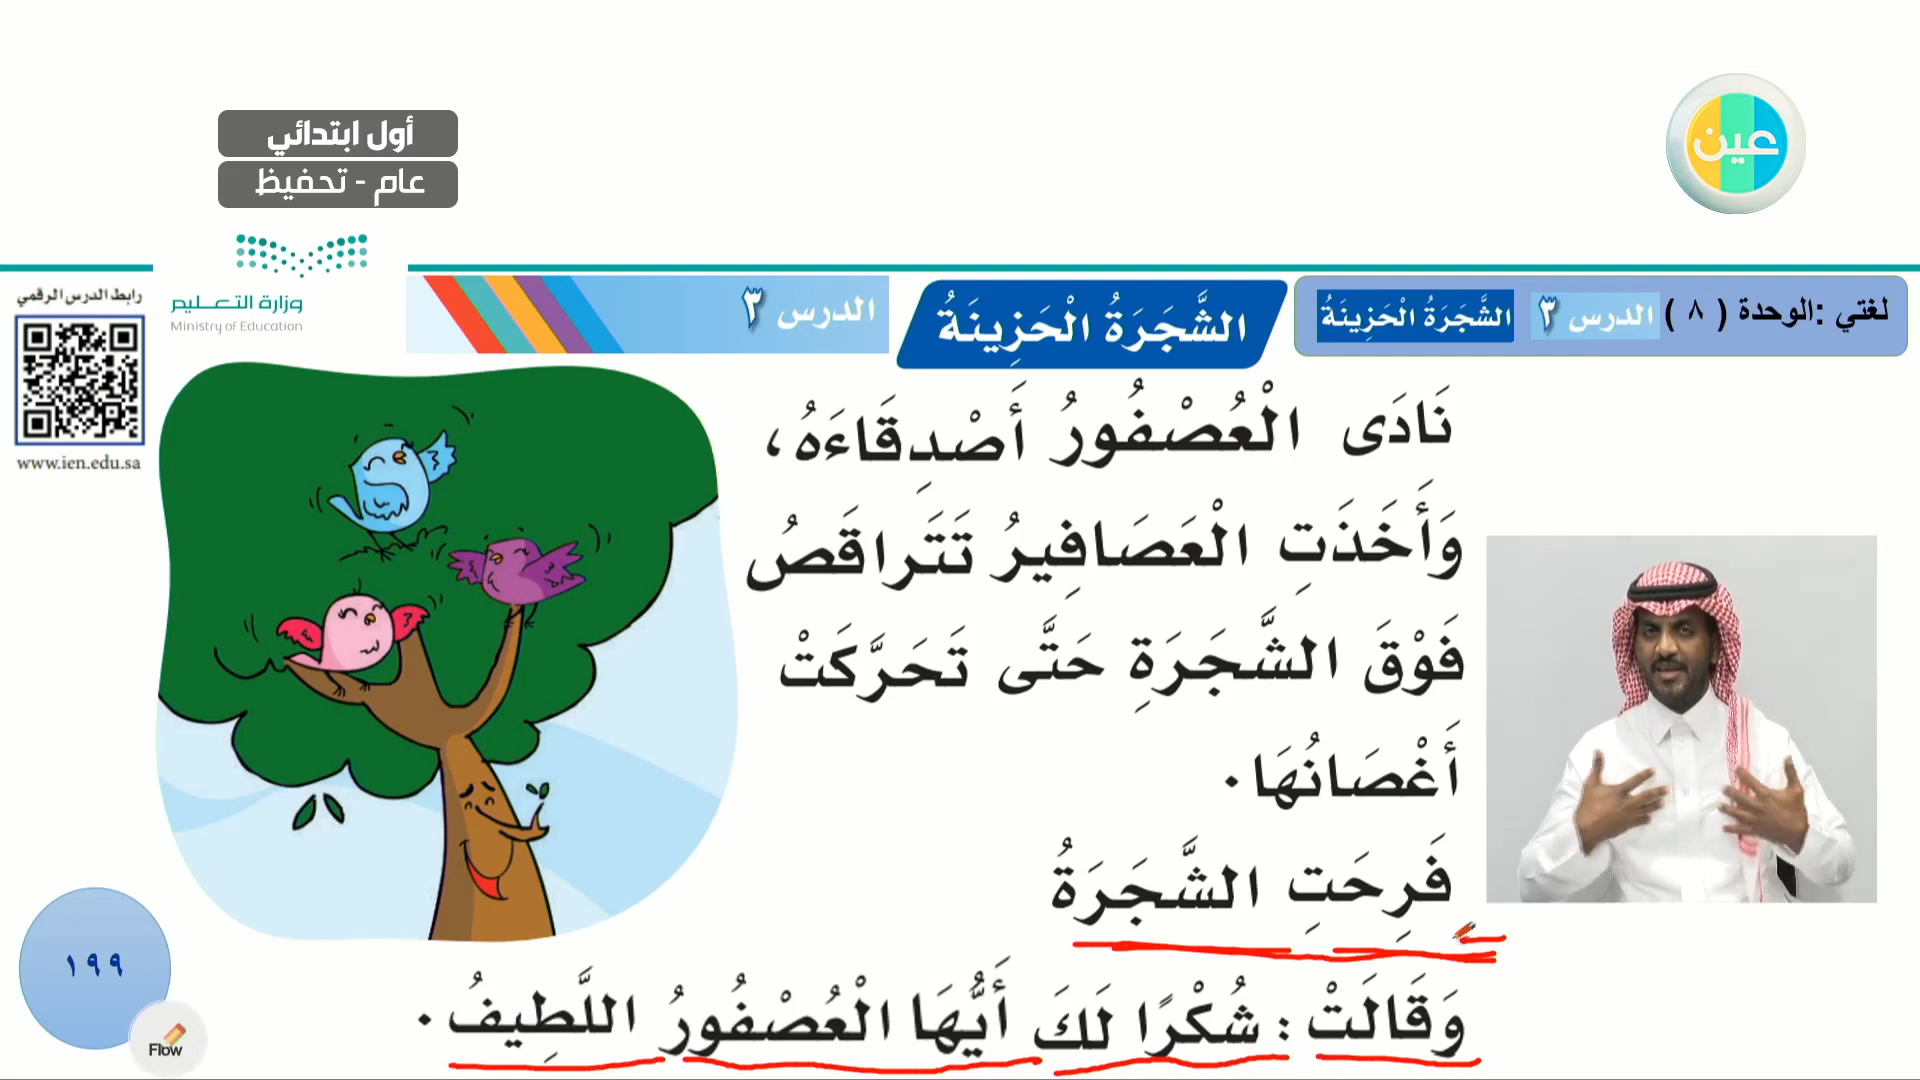 أول ابتدائي
عام - تحفيظ
عين
رابط الدرس الرقمي
www.ien.edu.sa
وزارة التعليم
Ministry of Education
لغتي :الوحدة ( ٨ ) الدرس ٣ الشَّجَرَةُ الْحَزِينَةُ
الشَّجَرَةُ الْحَزِينَةُ
الدرس ٣
نَادَى الْعُصْفُورُ أَصْدِقَاءَهُ ،
وَأَخَذَتِ الْعَصَافِيرُ تَتَرَاقَصُ
فَوْقَ الشَّجَرَةِ حَتَّى تَحَرَّكَتْ
أَغْصَانُهَا .
فَرِحَتِ الشَّجَرَةُ
وَقَالَتْ : شُكْرًا لَكَ أَيُّهَا الْعُصْفُورُ اللَّطِيفُ .
١٩٩
Flow